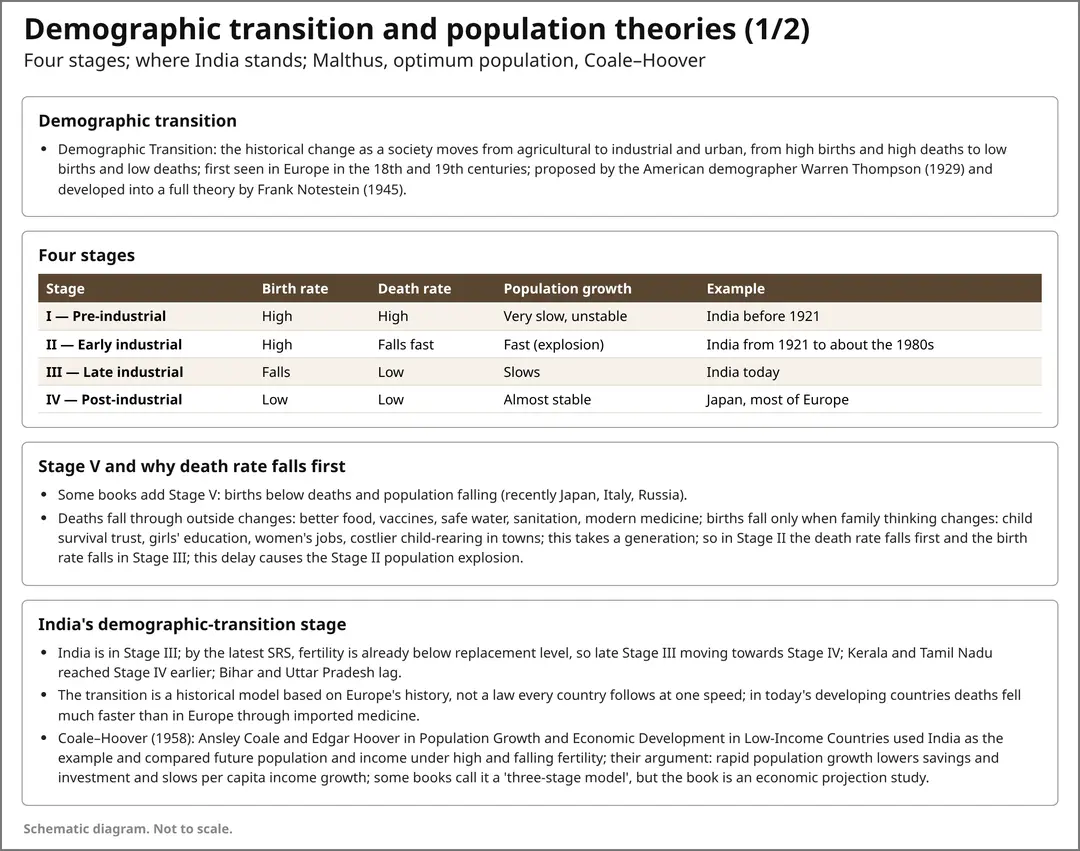 Demographic transition and population theories (1/2)
Four stages; where India stands; Malthus, optimum population, Coale–Hoover
Demographic transition
• Demographic Transition: the historical change as a society moves from agricultural to industrial and urban, from high births and high deaths to low
births and low deaths; first seen in Europe in the 18th and 19th centuries; proposed by the American demographer Warren Thompson (1929) and
developed into a full theory by Frank Notestein (1945).
Four stages
Stage Birth rate Death rate Population growth Example
I — Pre-industrial High High Very slow, unstable India before 1921
II — Early industrial High Falls fast Fast (explosion) India from 1921 to about the 1980s
III — Late industrial Falls Low Slows India today
IV — Post-industrial Low Low Almost stable Japan, most of Europe
Stage V and why death rate falls first
• Some books add Stage V: births below deaths and population falling (recently Japan, Italy, Russia).
• Deaths fall through outside changes: better food, vaccines, safe water, sanitation, modern medicine; births fall only when family thinking changes: child
survival trust, girls' education, women's jobs, costlier child-rearing in towns; this takes a generation; so in Stage II the death rate falls first and the birth
rate falls in Stage III; this delay causes the Stage II population explosion.
India's demographic-transition stage
• India is in Stage III; by the latest SRS, fertility is already below replacement level, so late Stage III moving towards Stage IV; Kerala and Tamil Nadu
reached Stage IV earlier; Bihar and Uttar Pradesh lag.
• The transition is a historical model based on Europe's history, not a law every country follows at one speed; in today's developing countries deaths fell
much faster than in Europe through imported medicine.
• Coale–Hoover (1958): Ansley Coale and Edgar Hoover in Population Growth and Economic Development in Low-Income Countries used India as the
example and compared future population and income under high and falling fertility; their argument: rapid population growth lowers savings and
investment and slows per capita income growth; some books call it a 'three-stage model', but the book is an economic projection study.
Schematic diagram. Not to scale.